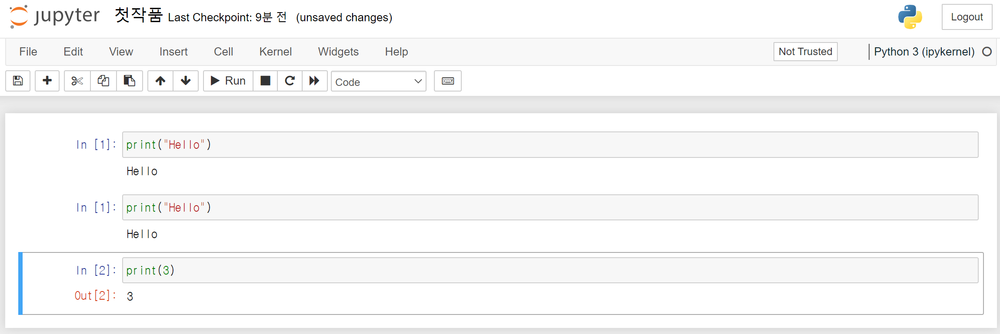 jupyter 첫작품 Last Checkpoint: 9분 전 (unsaved changes) Logout
File Edit View Insert Cell Kernel Widgets Help Not Trusted Python 3 (ipykernel)
Run Code
In [1]: print("Hello")
Hello
In [1]: print("Hello")
Hello
In [2]: print(3)
Out[2]: 3